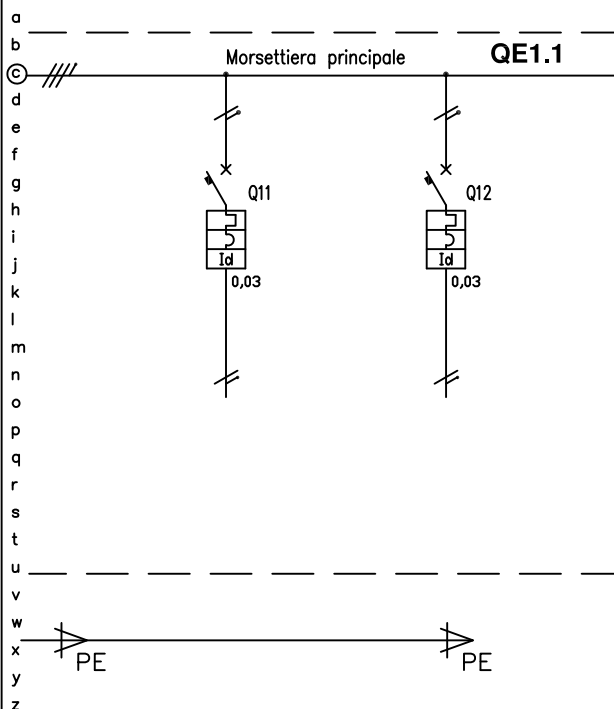 a
b
Morsettiera principale QE1.1
c
d
e
f
g
Q11 Q12
h
i
Id Id
j
0,03 0,03
k
l
m
n
o
p
q
r
s
t
u
v
w
x
PE PE
y
z